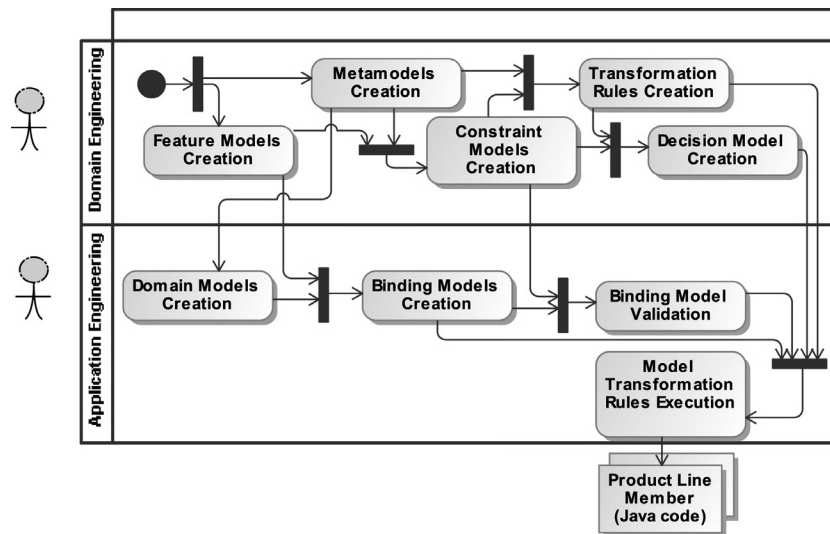 Domain Engineering
Metamodels
Creation
Transformation
Rules Creation
Feature Models
Creation
Constraint
Models
Creation
Decision Model
Creation
Application Engineering
Domain Models
Creation
Binding Models
Creation
Binding Model
Validation
Model
Transformation
Rules Execution
Product Line
Member
(Java code)